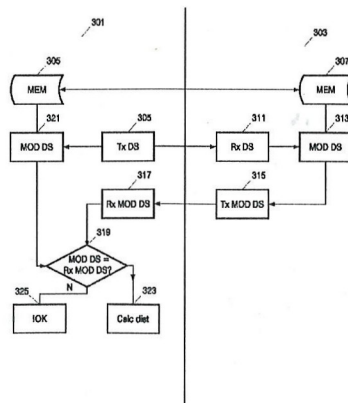 301
303
305
307
MEM
MEM
321
305
311
313
MOD DS
Tx DS
Rx DS
MOD DS
317
315
Rx MOD DS
Tx MOD DS
319
MOD DS =
Rx MOD DS?
N
325
323
!OK
Calc dist